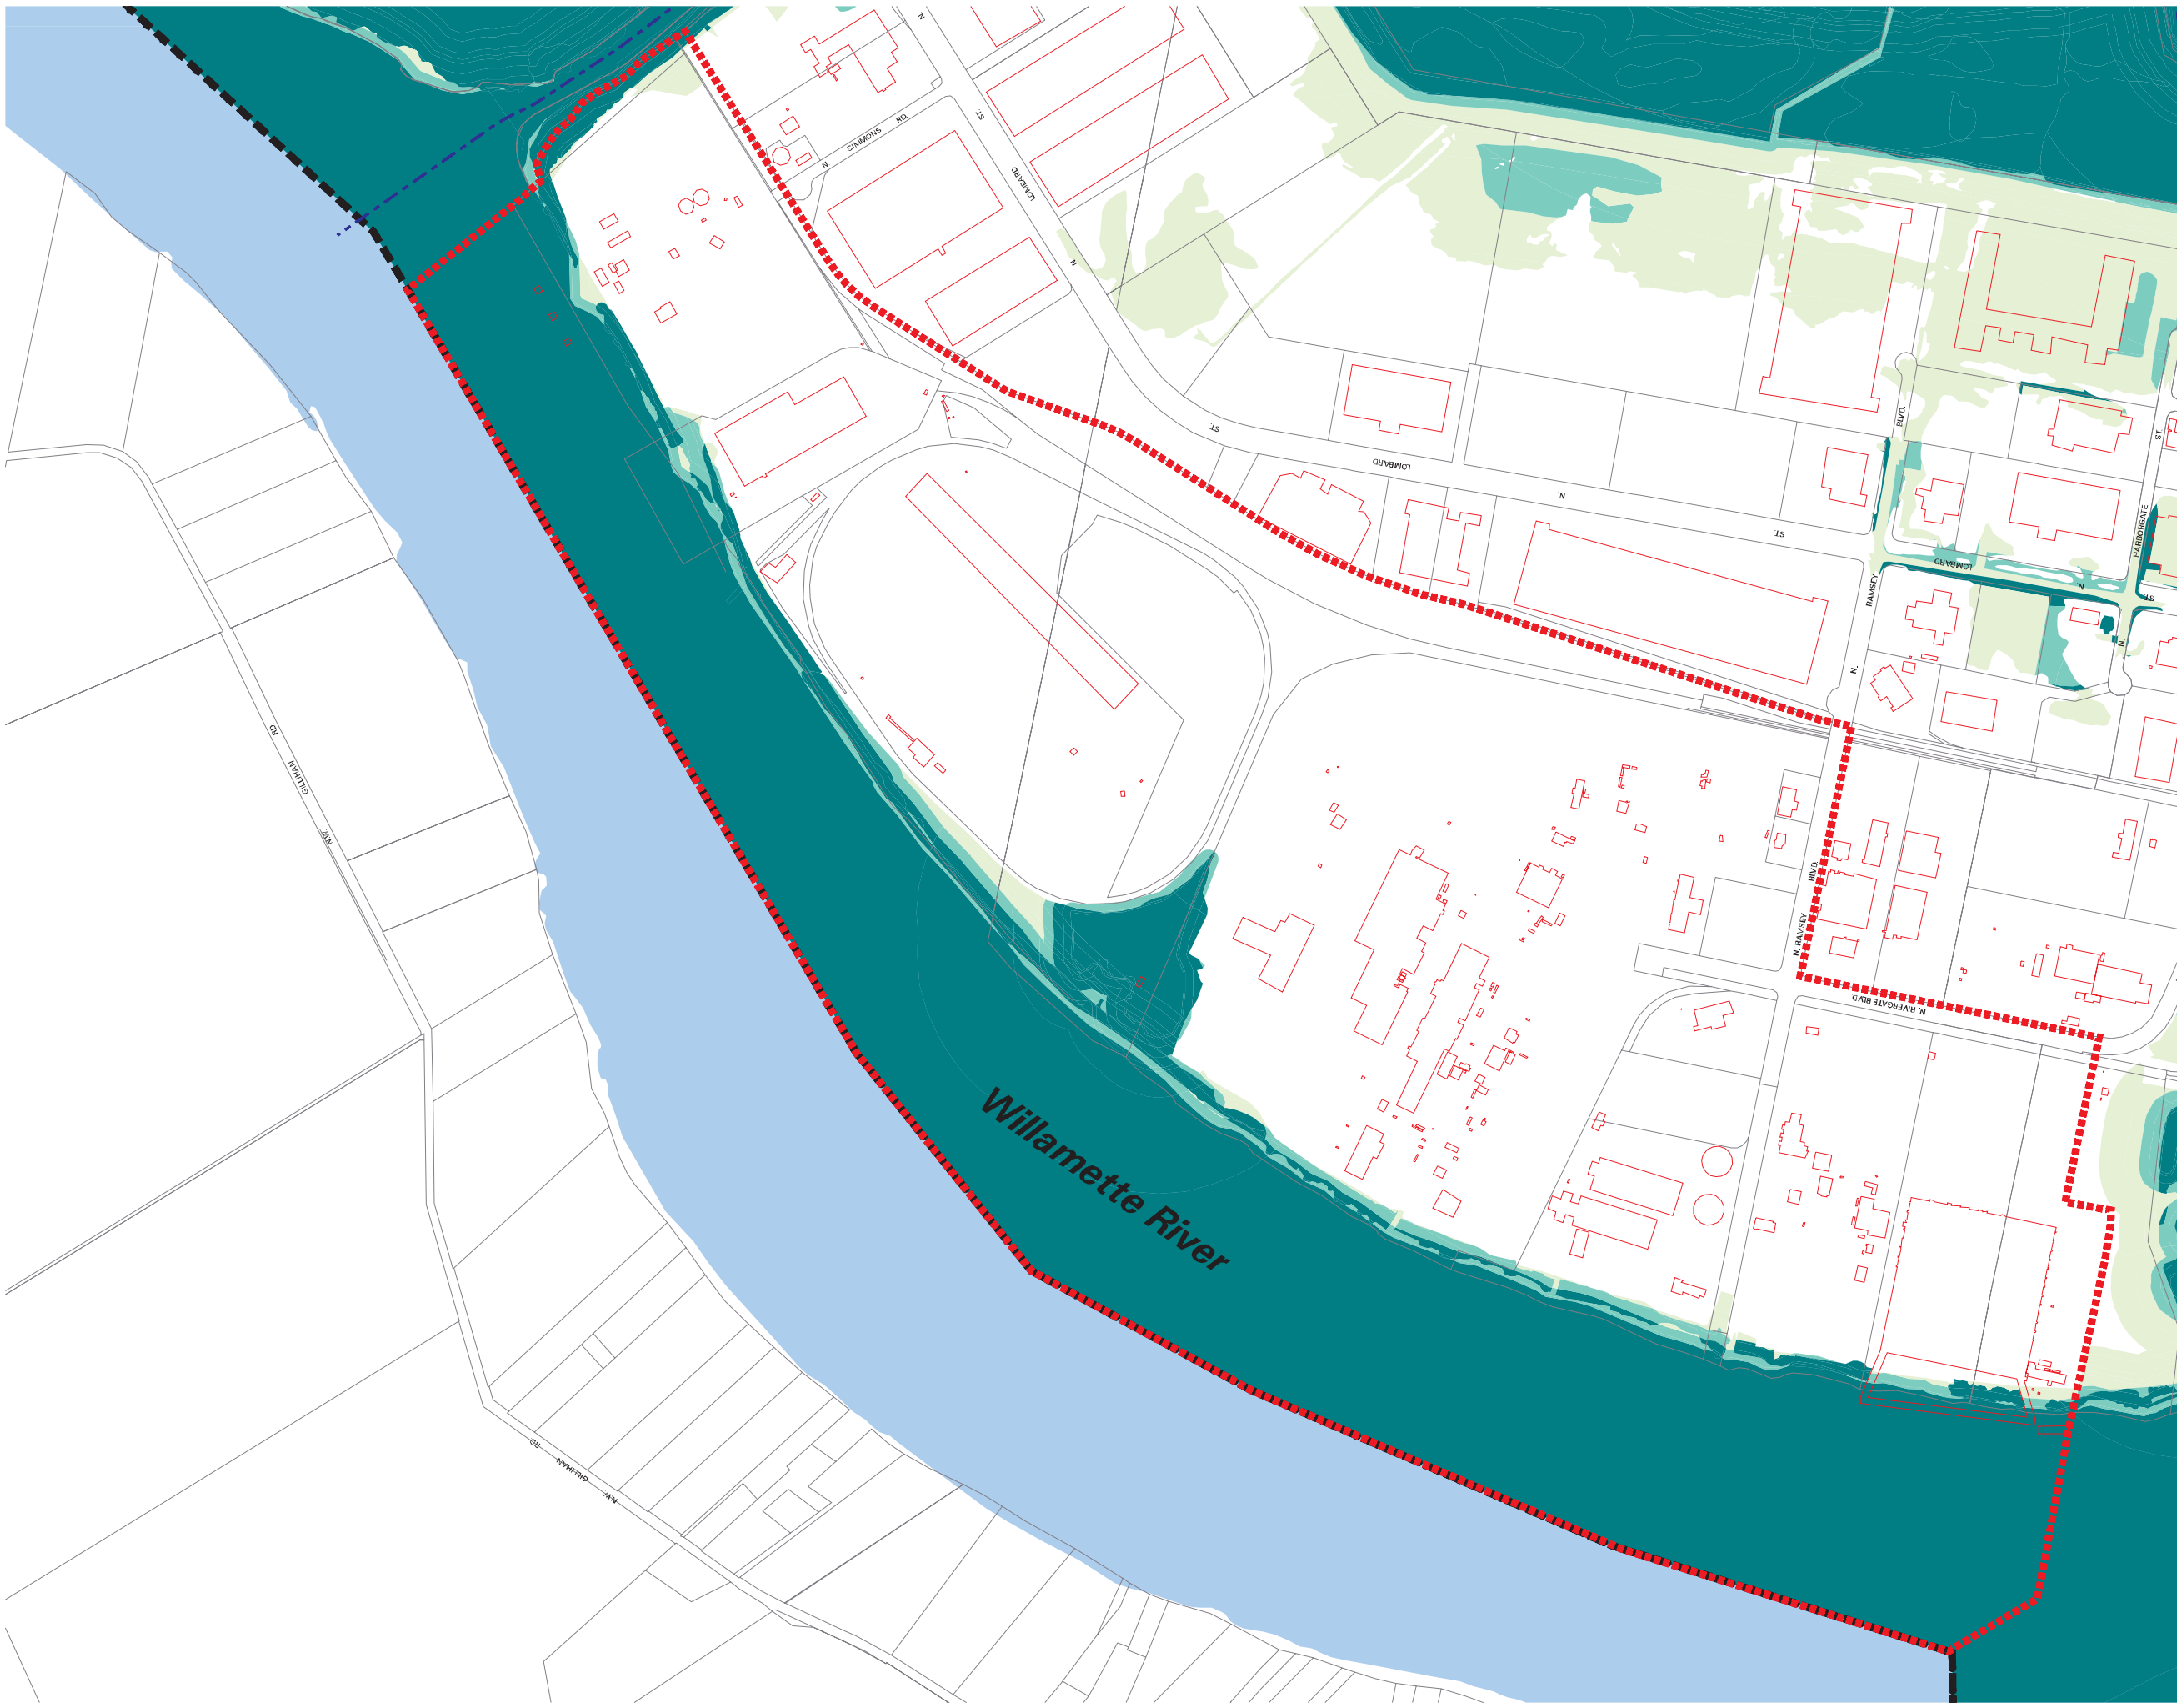 N
ST.
LOMBARD
N
N. SIMMONS RD.
ST.
LOMBARD
N.
ST.
BLVD.
RAMSEY
N.
LOMBARD
N.
ST.
ST.
HARBORGATE
N.
N. RAMSEY BLVD.
N. RIVERGATE BLVD
NW GILLIHAN RD
NW GILLIHAN RD
Willamette River